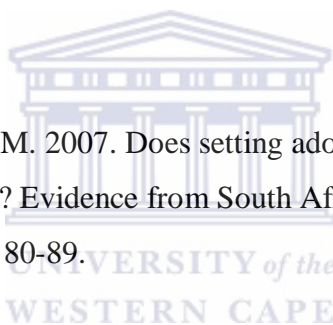 M. 2007. Does setting ado
? Evidence from South Af
80-89.
UNIVERSITY of the
WESTERN CAPE